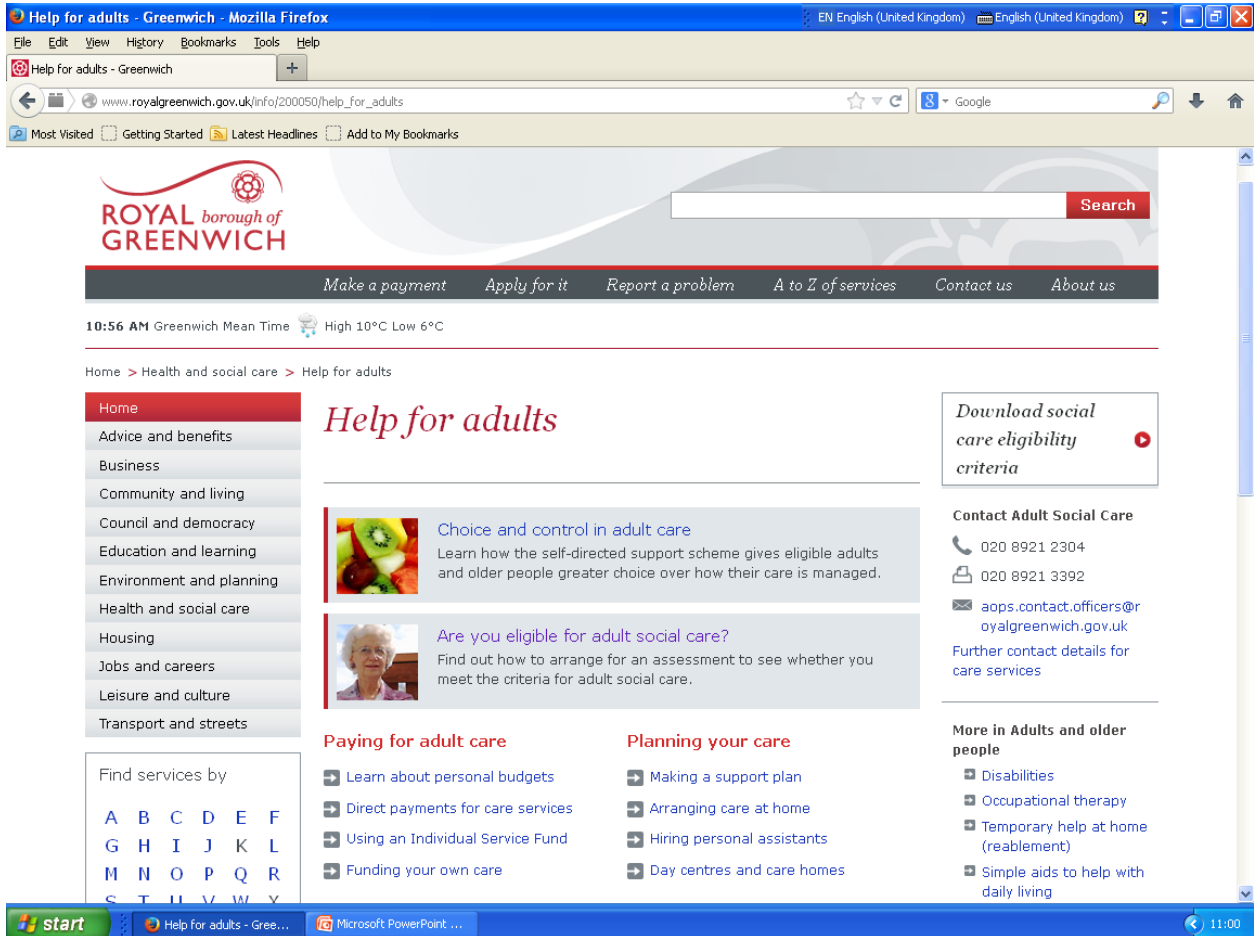 Help for adults - Greenwich - Mozilla Firefox
EN English (United Kingdom) English (United Kingdom)
File Edit View History Bookmarks Tools Help
Help for adults - Greenwich +
www.royalgreenwich.gov.uk/info/200050/help_for_adults
8 Google
Most Visited Getting Started Latest Headlines Add to My Bookmarks
ROYAL borough of
GREENWICH
Search
Make a payment Apply for it Report a problem A to Z of services Contact us About us
10:56 AM Greenwich Mean Time High 10°C Low 6°C
Home > Health and social care > Help for adults
Home
Advice and benefits
Business
Community and living
Council and democracy
Education and learning
Environment and planning
Health and social care
Housing
Jobs and careers
Leisure and culture
Transport and streets
Find services by
A B C D E F
G H I J K L
M N O P Q R
S T U V W Y
Help for adults
Choice and control in adult care
Learn how the self-directed support scheme gives eligible adults
and older people greater choice over how their care is managed.
Are you eligible for adult social care?
Find out how to arrange for an assessment to see whether you
meet the criteria for adult social care.
Paying for adult care
Learn about personal budgets
Direct payments for care services
Using an Individual Service Fund
Funding your own care
Planning your care
Making a support plan
Arranging care at home
Hiring personal assistants
Day centres and care homes
Download social
care eligibility
criteria
Contact Adult Social Care
020 8921 2304
020 8921 3392
aops.contact.officers@r
oyalgreenwich.gov.uk
Further contact details for
care services
More in Adults and older
people
Disabilities
Occupational therapy
Temporary help at home
(reablement)
Simple aids to help with
daily living
start
Help for adults - Gree...
Microsoft PowerPoint ...
11:00